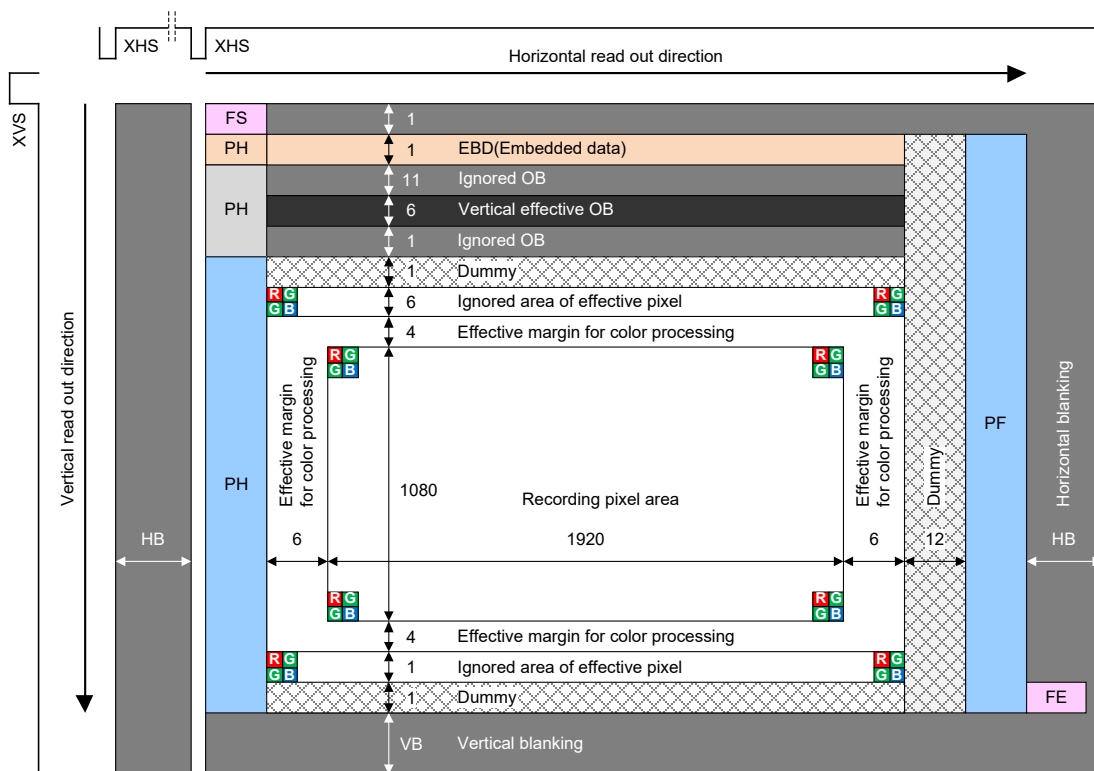 XHS
XHS
Horizontal read out direction
XVS
FS
1
PH
1
EBD(Embedded data)
11
Ignored OB
PH
6
Vertical effective OB
1
Ignored OB
1
Dummy
R G
G B
6
Ignored area of effective pixel
R G
G B
4
Effective margin for color processing
R G
G B
R G
G B
Vertical read out direction
PH
Effective margin
for color processing
1080
Recording pixel area
Effective margin
for color processing
Dummy
PF
Horizontal blanking
HB
6
1920
6
12
HB
R G
G B
R G
G B
4
Effective margin for color processing
R G
G B
1
Ignored area of effective pixel
R G
G B
1
Dummy
FE
VB
Vertical blanking